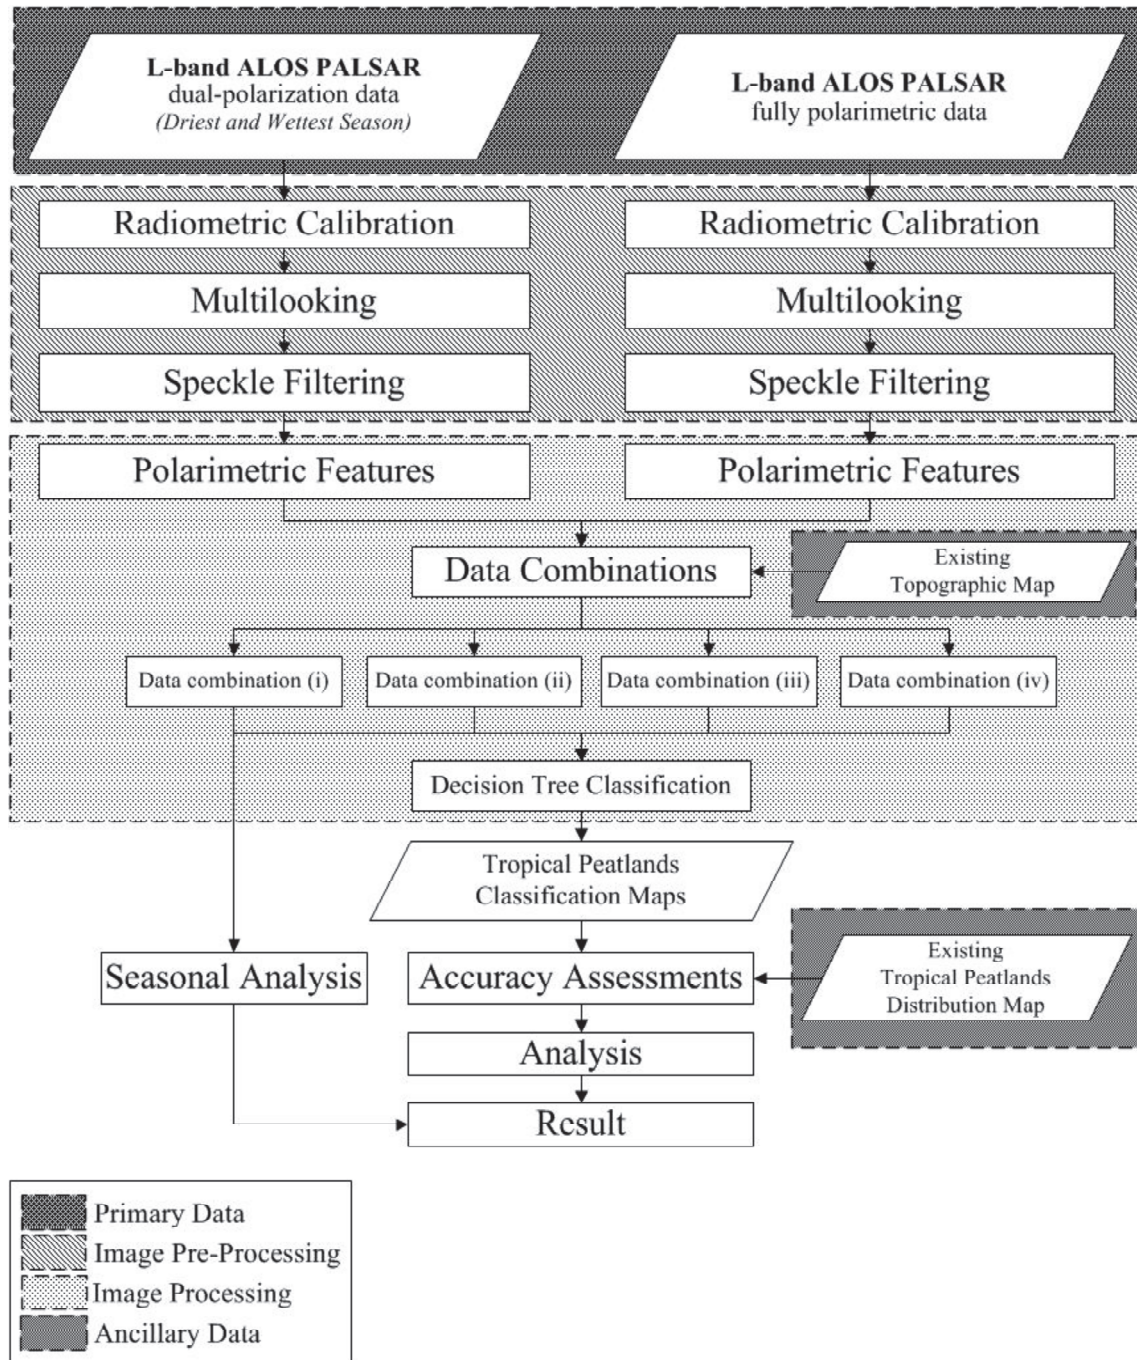 L-band ALOS PALSAR
dual-polarization data
(Driest and Wettest Season)
L-band ALOS PALSAR
fully polarimetric data
Radiometric Calibration
Radiometric Calibration
Multilooking
Multilooking
Speckle Filtering
Speckle Filtering
Polarimetric Features
Polarimetric Features
Data Combinations
Existing
Topographic Map
Data combination (i)
Data combination (ii)
Data combination (iii)
Data combination (iv)
Decision Tree Classification
Tropical Peatlands
Classification Maps
Seasonal Analysis
Accuracy Assessments
Existing
Tropical Peatlands
Distribution Map
Analysis
Result
Primary Data
Image Pre-Processing
Image Processing
Ancillary Data